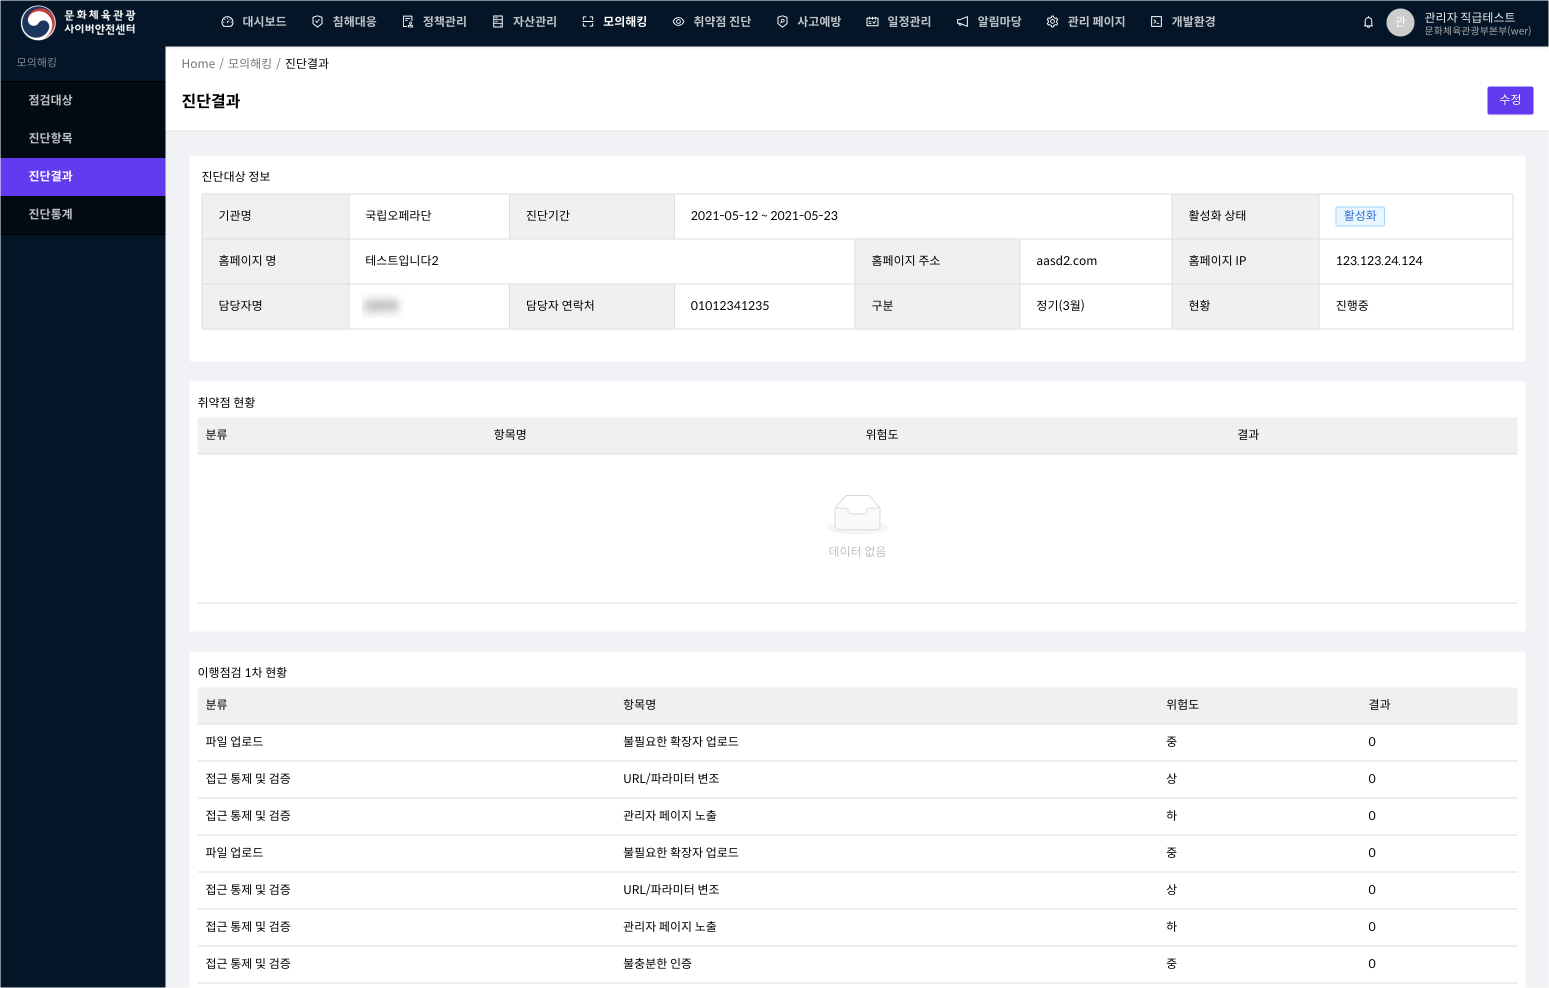 문화체육관광
사이버안전센터
대시보드
침해대응
정책관리
자산관리
모의해킹
취약점 진단
사고예방
일정관리
알림마당
관리 페이지
개발환경
관
관리자 직급테스트
문화체육관광부본부(wer)
모의해킹
점검대상
진단항목
진단결과
진단통계
Home / 모의해킹 / 진단결과
진단결과
수정
진단대상 정보
기관명 국립오페라단 진단기간 2021-05-12 ~ 2021-05-23 활성화 상태 활성화
홈페이지 명 테스트입니다2 홈페이지 주소 aasd2.com 홈페이지 IP 123.123.24.124
담당자명 담당자 연락처 01012341235 구분 정기(3월) 현황 진행중
취약점 현황
분류 항목명 위험도 결과
데이터 없음
이행점검 1차 현황
분류 항목명 위험도 결과
파일 업로드 불필요한 확장자 업로드 중 0
접근 통제 및 검증 URL/파라미터 변조 상 0
접근 통제 및 검증 관리자 페이지 노출 하 0
파일 업로드 불필요한 확장자 업로드 중 0
접근 통제 및 검증 URL/파라미터 변조 상 0
접근 통제 및 검증 관리자 페이지 노출 하 0
접근 통제 및 검증 불충분한 인증 중 0